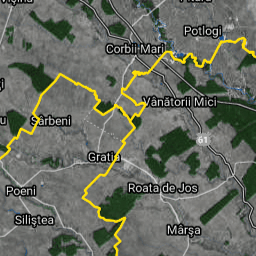 Potlogi
Corbii Mari
Vânătorii Mici
Sârbeni
61
Gratia
Roata de Jos
Poeni
Siliștea
Mârșa